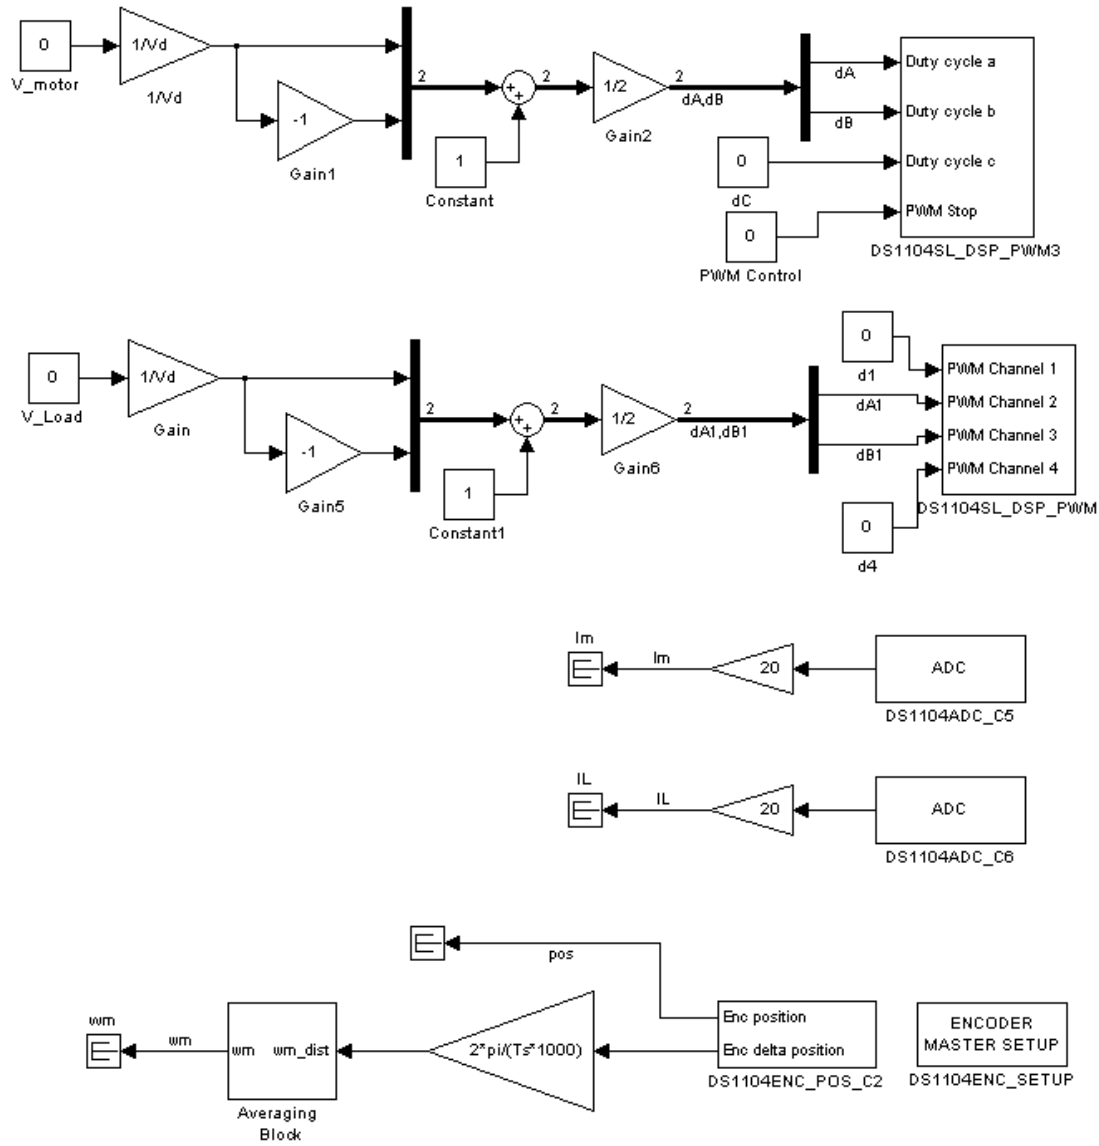 0
V_motor
1/Vd
1/Vd
-1
Gain1
2
Constant
1
+
+
2
1/2
Gain2
2
dA,dB
dA
dB
Duty cycle a
Duty cycle b
Duty cycle c
PWM Stop
DS1104SL_DSP_PWM3
0
dC
0
PWM Control
0
V_Load
1/Vd
Gain
-1
Gain5
2
1
Constant1
+
+
2
1/2
Gain6
2
dA1,dB1
0
d1
dA1
dB1
PWM Channel 1
PWM Channel 2
PWM Channel 3
PWM Channel 4
DS1104SL_DSP_PWM
0
d4
Im
Im
20
ADC
DS1104ADC_C5
IL
IL
20
ADC
DS1104ADC_C6
pos
wm
wm
wm wm_dist
Averaging
Block
2*pi/(Ts*1000)
Enc position
Enc delta position
DS1104ENC_POS_C2
ENCODER
MASTER SETUP
DS1104ENC_SETUP